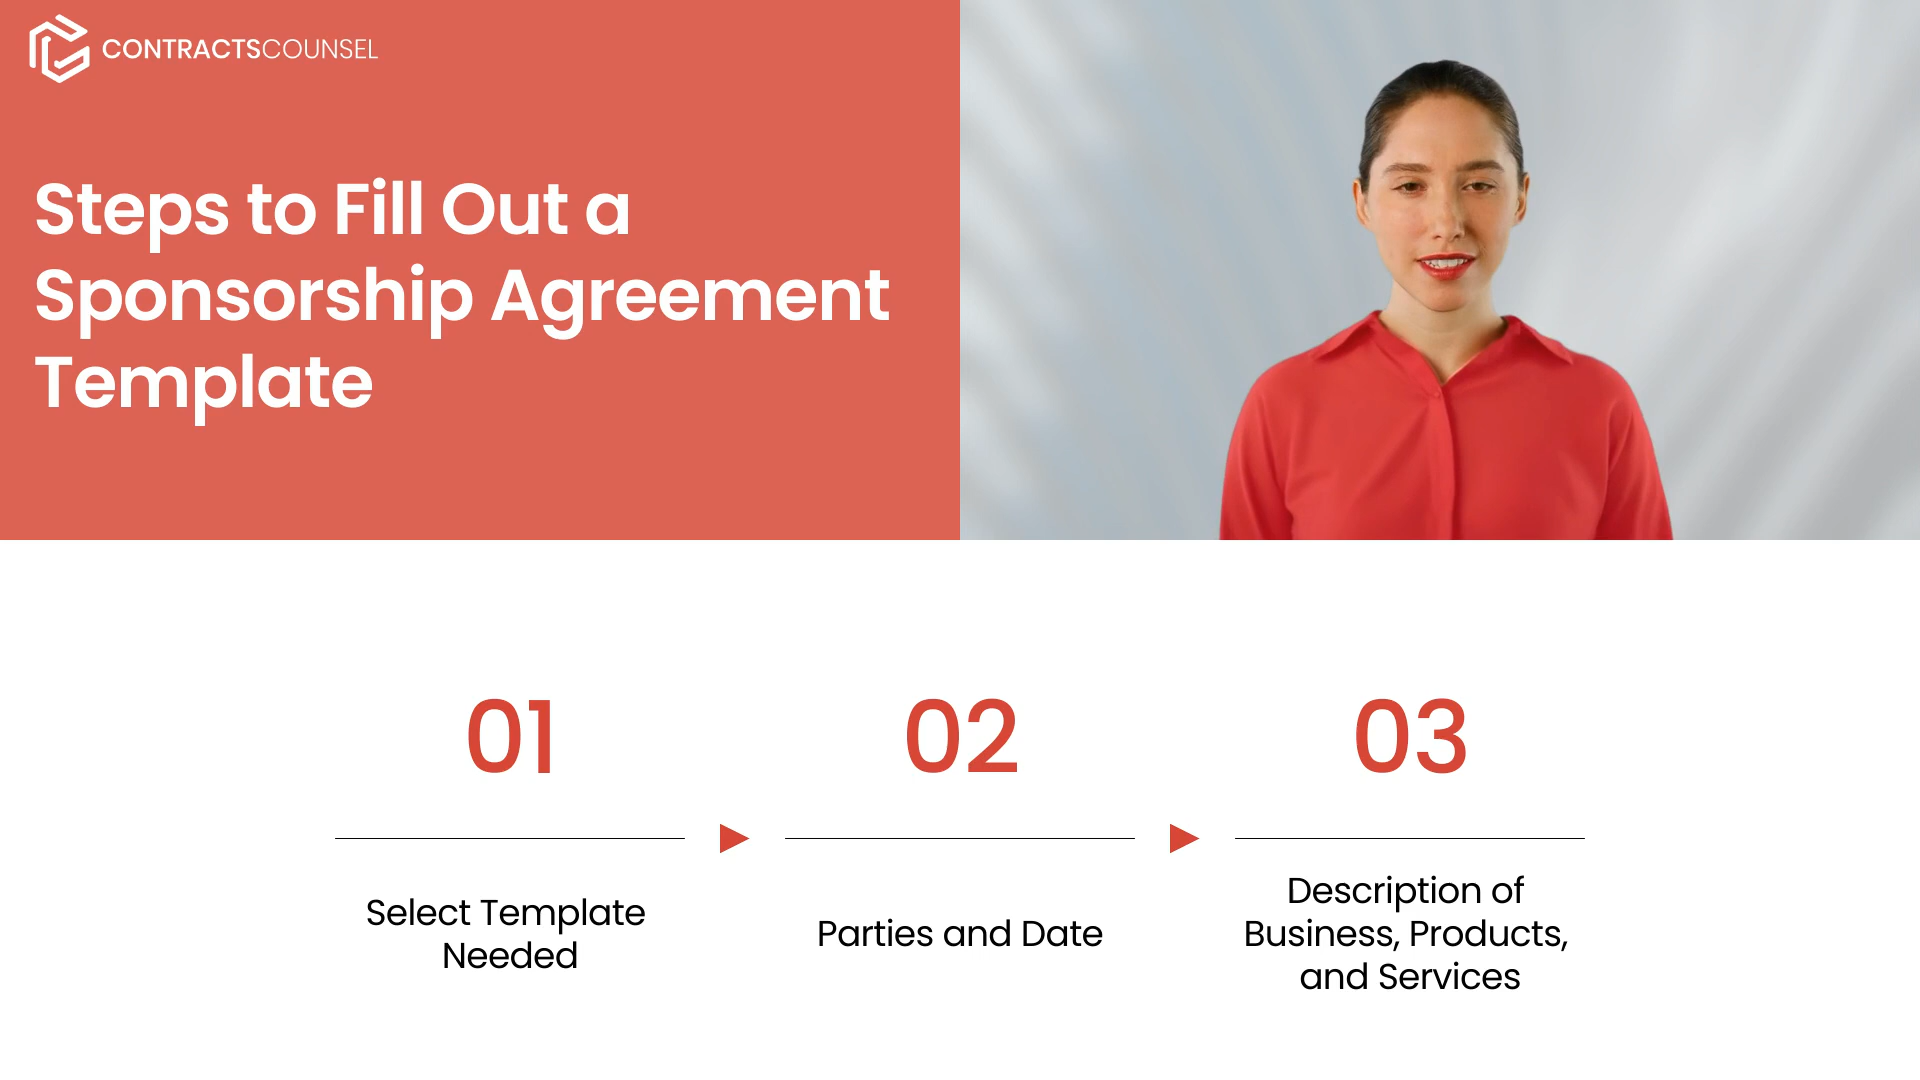 CONTRACTSCOUNSEL
Steps to Fill Out a
Sponsorship Agreement
Template
01
02
03
Select Template
Needed
Parties and Date
Description of
Business, Products,
and Services